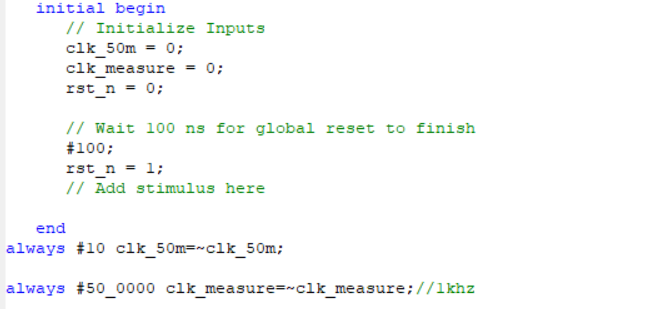 initial begin
// Initialize Inputs
clk_50m = 0;
clk_measure = 0;
rst_n = 0;
// Wait 100 ns for global reset to finish
#100;
rst_n = 1;
// Add stimulus here
end
always #10 clk_50m=~clk_50m;
always #50_0000 clk_measure=~clk_measure;//1khz